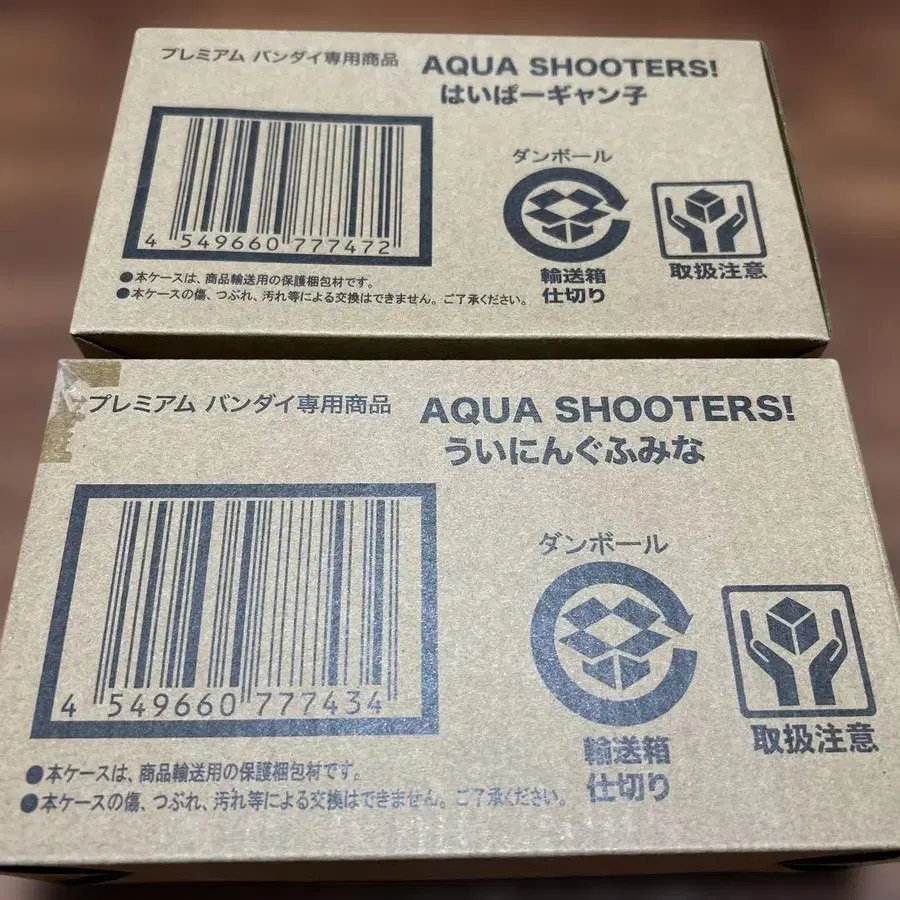 プレミアム バンダイ専用商品
AQUA SHOOTERS!
はいぱーギャン子
ダンボール
4 549660 777472
輸送箱
仕切り
取扱注意
●本ケースは、商品輸送用の保護梱包材です。
●本ケースの傷、つぶれ、汚れ等による交換はできません。ご了承ください。
プレミアム バンダイ専用商品
AQUA SHOOTERS!
ういにんぐふみな
ダンボール
4 549660 777434
輸送箱
仕切り
取扱注意
●本ケースは、商品輸送用の保護梱包材です。
●本ケースの傷、つぶれ、汚れ等による交換はできません。ご了承ください。